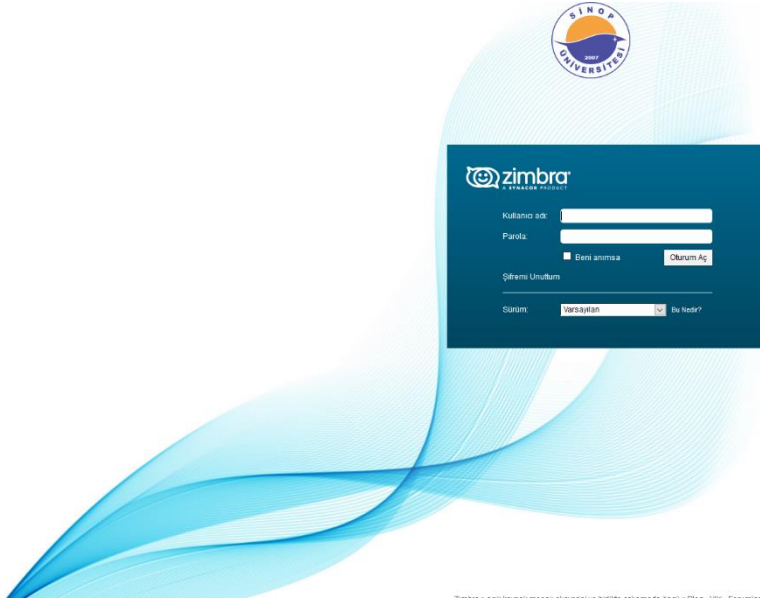 SİNOP
ÜNİVERSİTESİ
2007
zimbra
A SYNACOR PRODUCT
Kullanıcı adı:
Parola:
Beni anımsa Oturum Aç
Şifremi Unuttum
Sürüm: Varsayılan Bu Nedir?